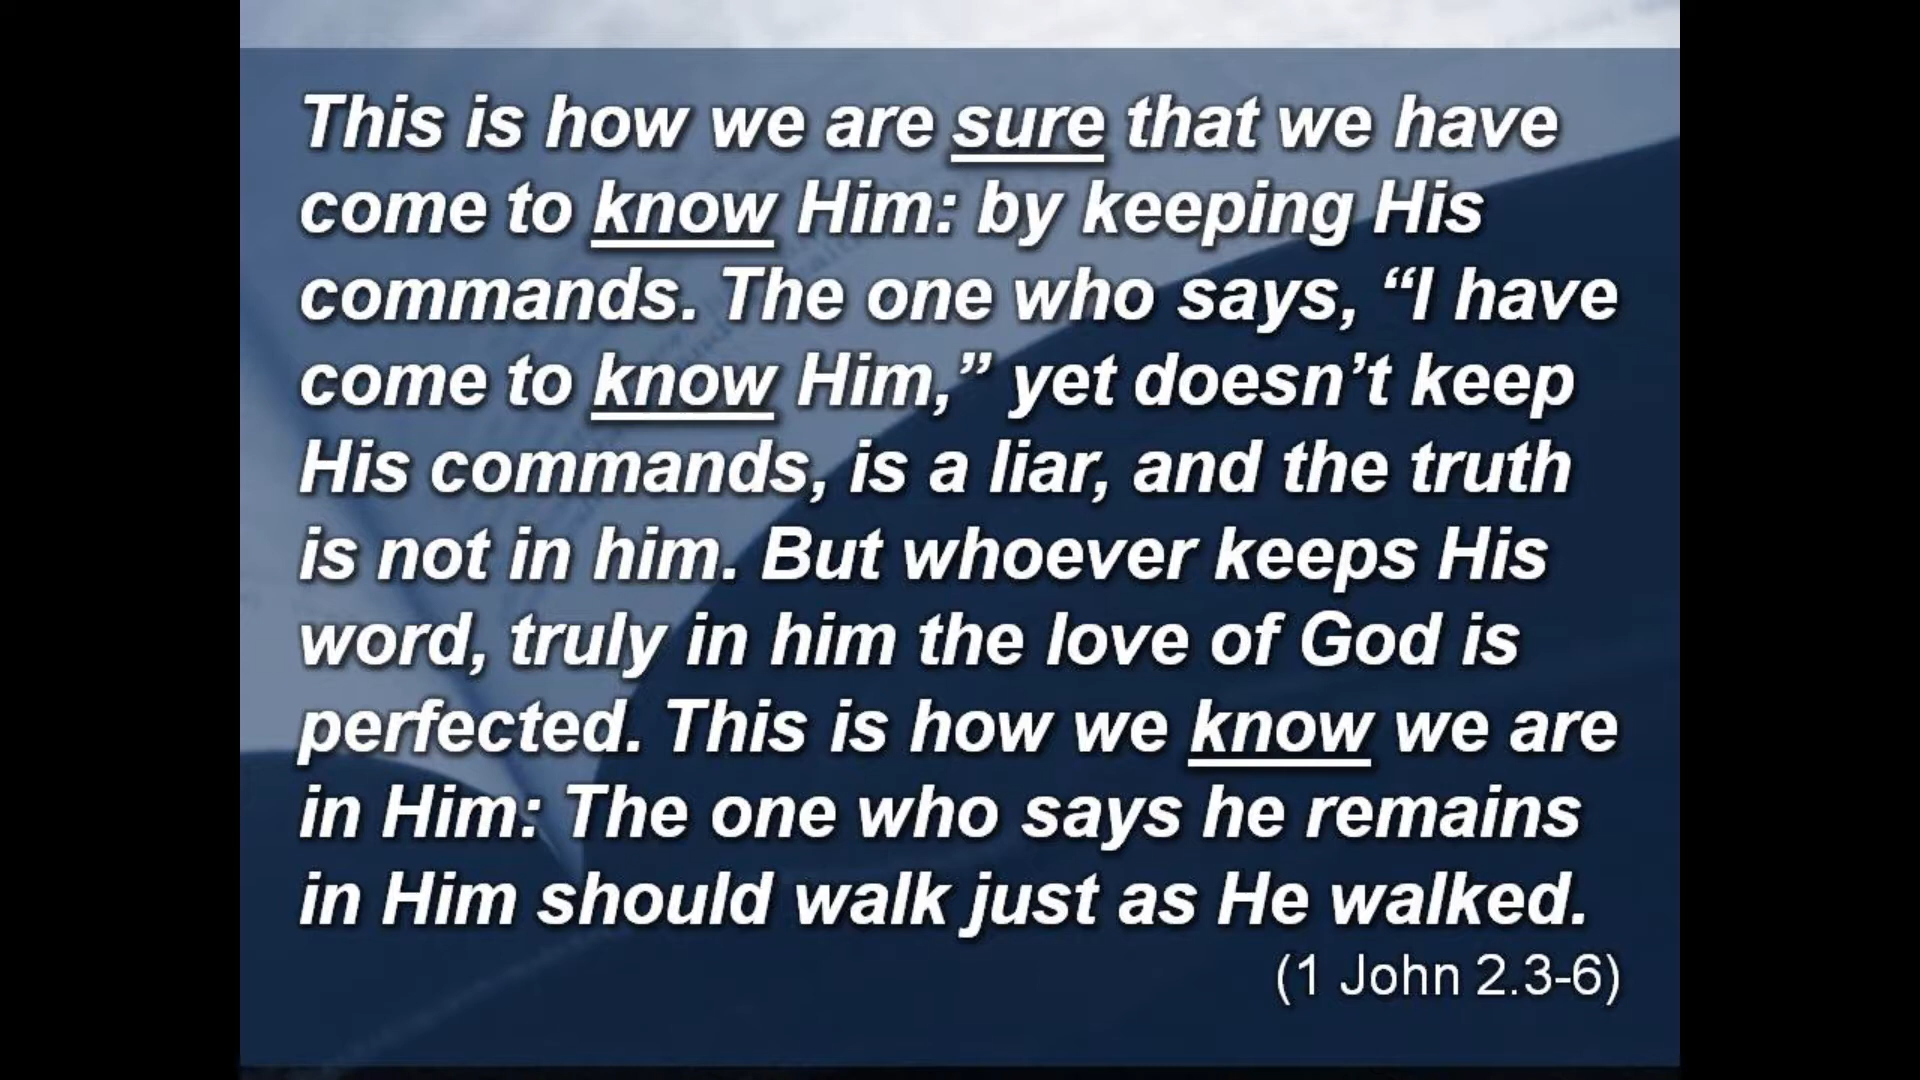 This is how we are sure that we have
come to know Him: by keeping His
commands. The one who says, “I have
come to know Him,” yet doesn’t keep
His commands, is a liar, and the truth
is not in him. But whoever keeps His
word, truly in him the love of God is
perfected. This is how we know we are
in Him: The one who says he remains
in Him should walk just as He walked.
(1 John 2.3-6)